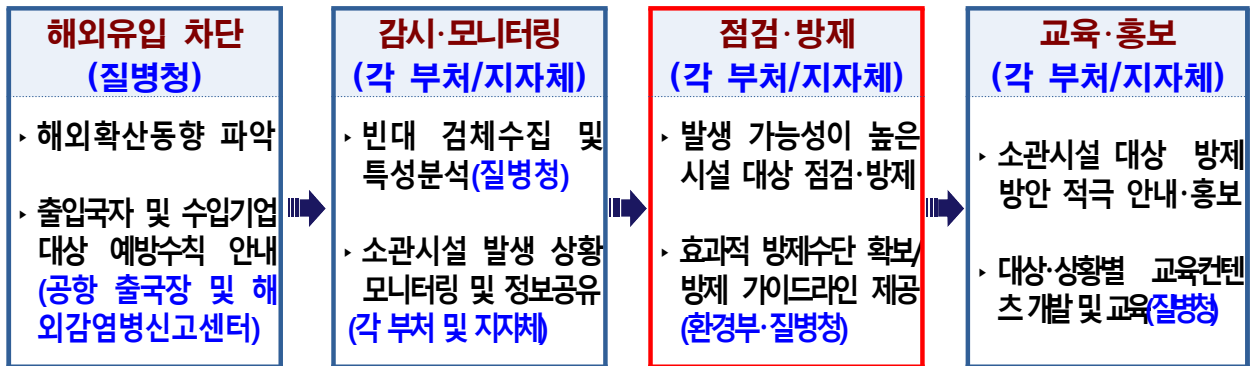 해외유입 차단
(질병청)
‣ 해외확산동향 파악
‣ 출입국자 및 수입기업
대상 예방수칙 안내
(공항 출국장 및 해
외감염병신고센터)
감시·모니터링
(각 부처/지자체)
‣ 빈대 검체수집 및
특성분석(질병청)
‣ 소관시설 발생 상황
모니터링 및 정보공유
(각 부처 및 지자체)
점검·방제
(각 부처/지자체)
‣ 발생 가능성이 높은
시설 대상 점검·방제
‣ 효과적 방제수단 확보/
방제 가이드라인 제공
(환경부·질병청)
교육·홍보
(각 부처/지자체)
‣ 소관시설 대상 방제
방안 적극 안내·홍보
‣ 대상·상황별 교육컨텐
츠 개발 및 교육(질병청)